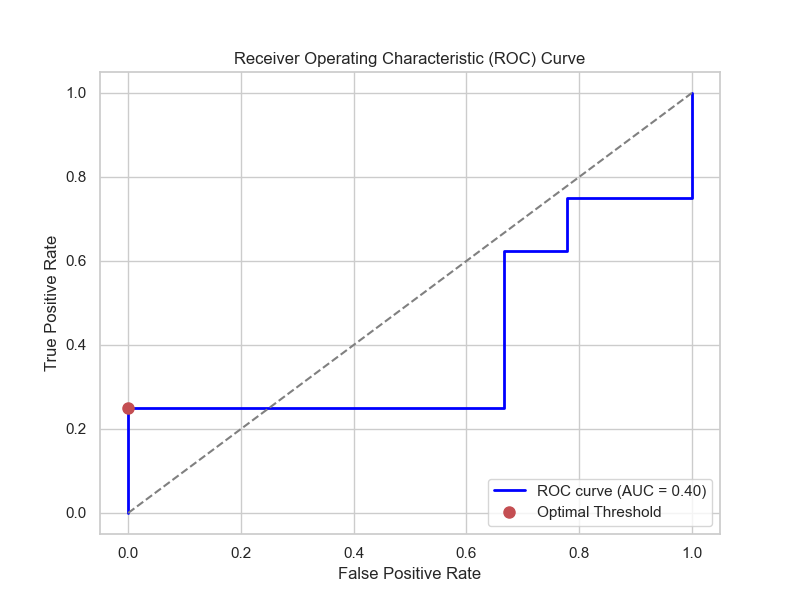 Receiver Operating Characteristic (ROC) Curve
True Positive Rate
1.0
0.8
0.6
0.4
0.2
0.0
ROC curve (AUC = 0.40)
Optimal Threshold
0.0 0.2 0.4 0.6 0.8 1.0
False Positive Rate